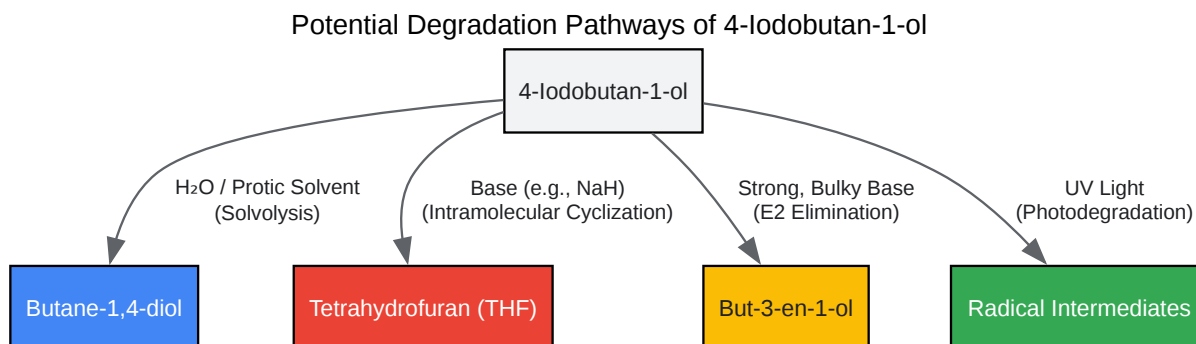 Potential Degradation Pathways of 4-Iodobutan-1-ol
4-Iodobutan-1-ol
H₂O / Protic Solvent
(Solvolysis)
Base (e.g., NaH)
(Intramolecular Cyclization)
Strong, Bulky Base
(E2 Elimination)
UV Light
(Photodegradation)
Butane-1,4-diol
Tetrahydrofuran (THF)
But-3-en-1-ol
Radical Intermediates